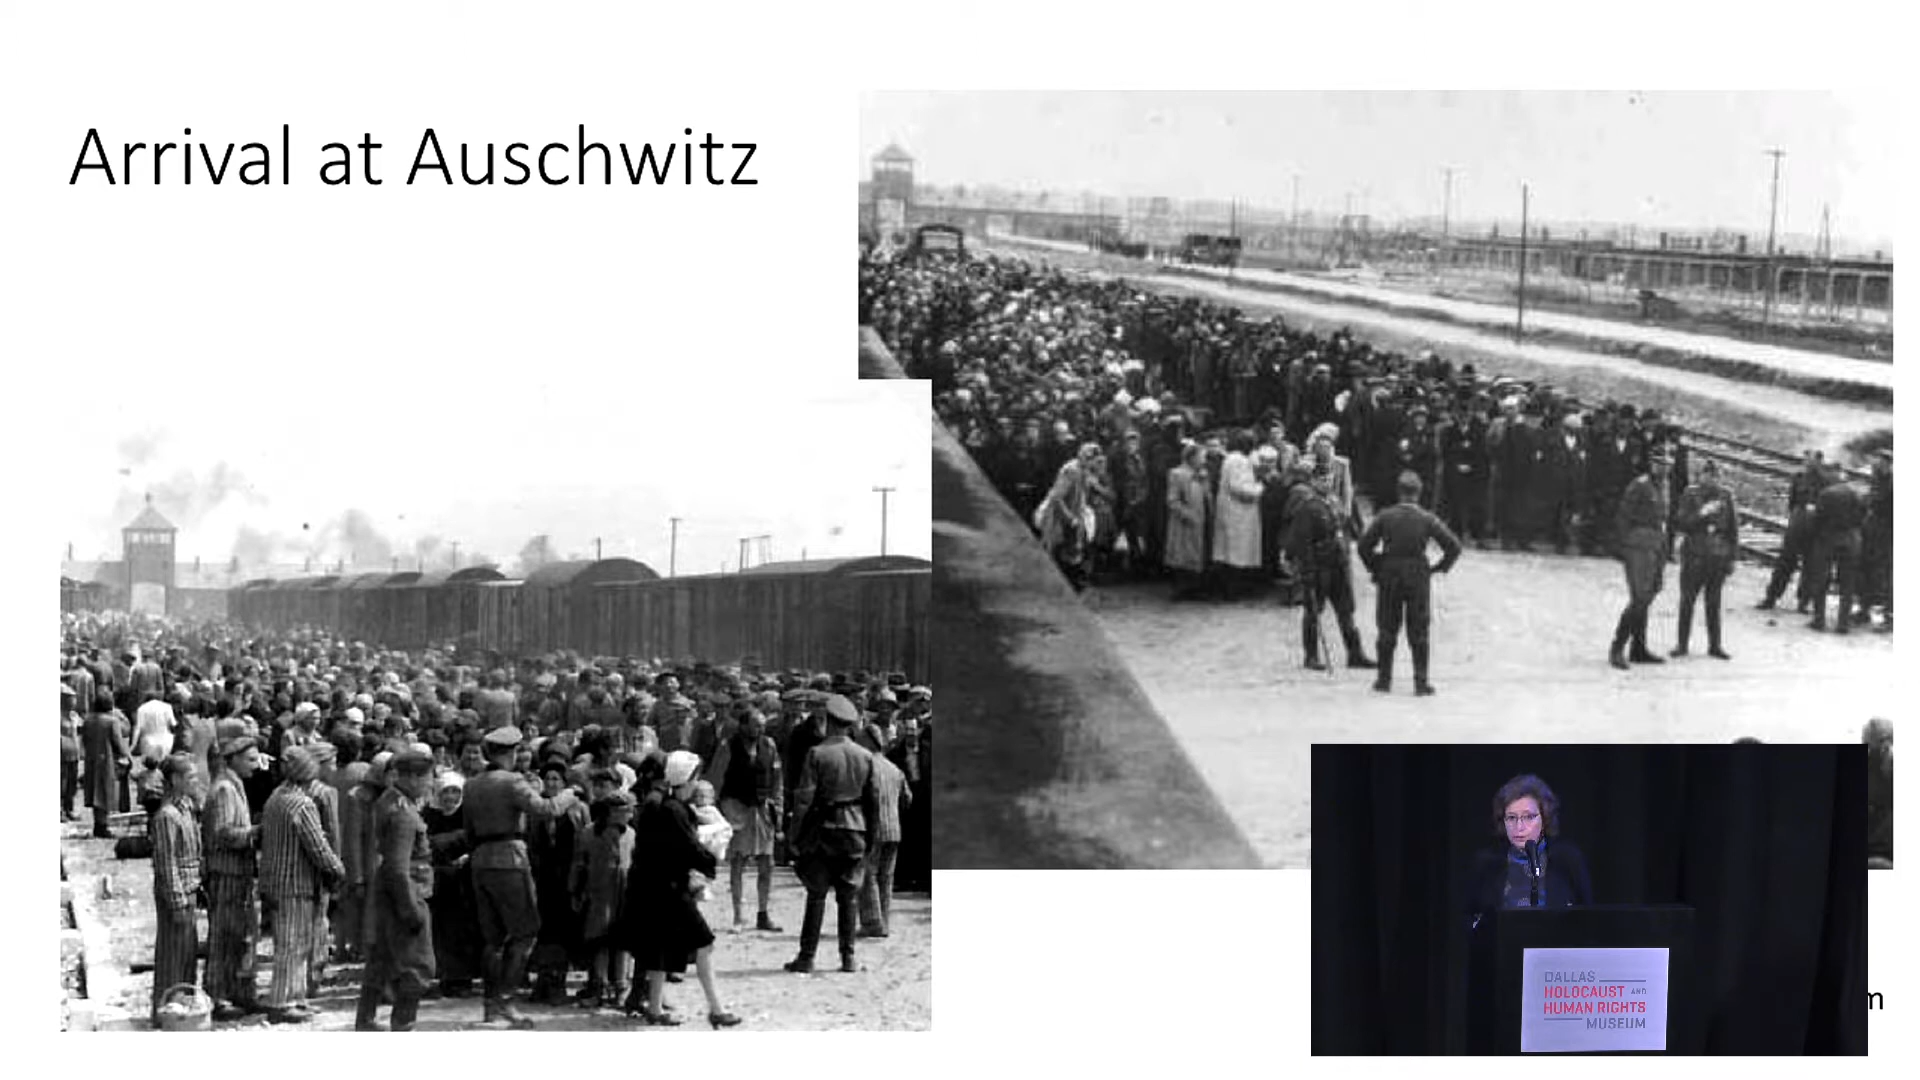 Arrival at Auschwitz
DALLAS
HOLOCAUST AND
HUMAN RIGHTS
MUSEUM